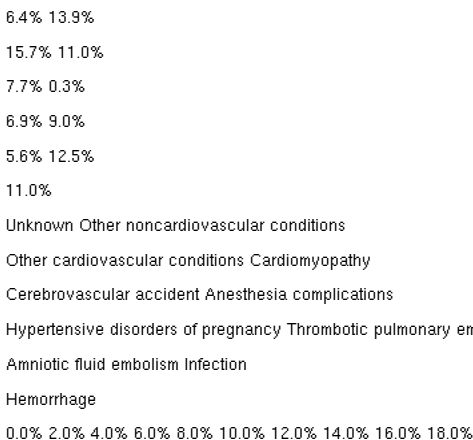 6.4% 13.9%
15.7% 11.0%
7.7% 0.3%
6.9% 9.0%
5.6% 12.5%
11.0%
Unknown Other noncardiovascular conditions
Other cardiovascular conditions Cardiomyopathy
Cerebrovascular accident Anesthesia complications
Hypertensive disorders of pregnancy Thrombotic pulmonary
Amniotic fluid embolism Infection
Hemorrhage
0.0% 2.0% 4.0% 6.0% 8.0% 10.0% 12.0% 14.0% 16.0% 18.0%